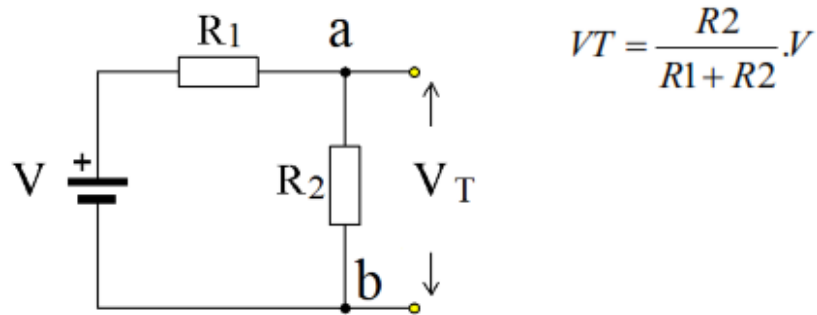 R1
a
VT = R2 / (R1 + R2) .V
+
V
R2
VT
b